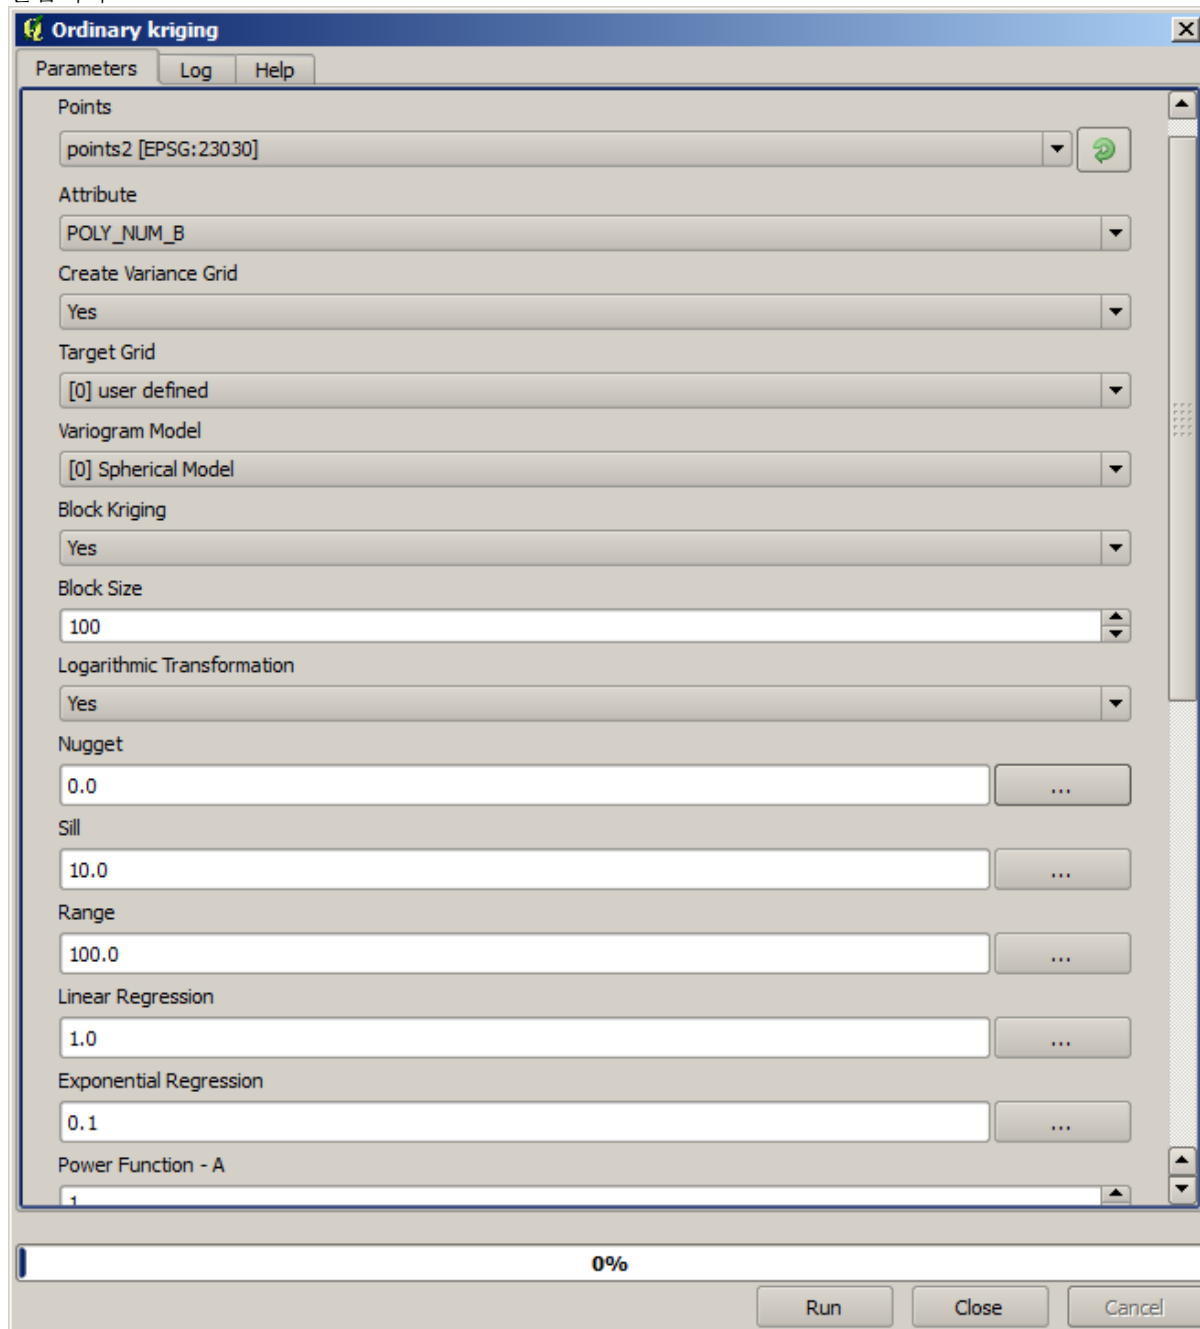 Ordinary kriging
Parameters Log Help
Points
points2 [EPSG:23030]
Attribute
POLY_NUM_B
Create Variance Grid
Yes
Target Grid
[0] user defined
Variogram Model
[0] Spherical Model
Block Kriging
Yes
Block Size
100
Logarithmic Transformation
Yes
Nugget
0.0 ...
Sill
10.0 ...
Range
100.0 ...
Linear Regression
1.0 ...
Exponential Regression
0.1 ...
Power Function - A
1
0%
Run Close Cancel